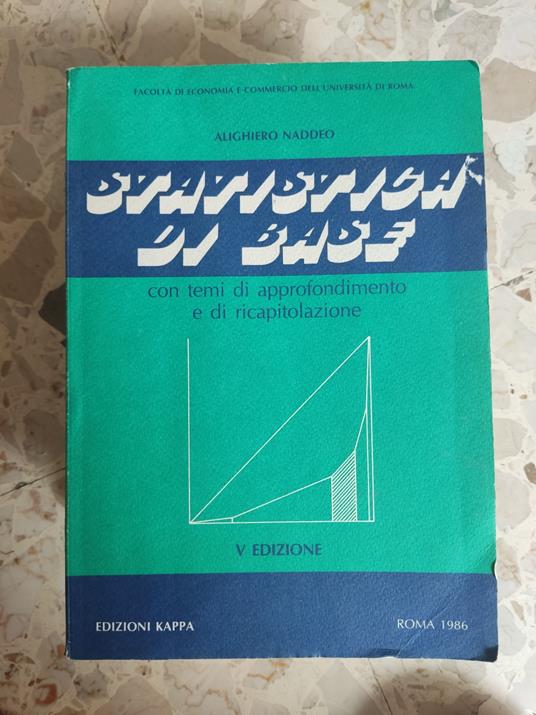 FACOLTÀ DI ECONOMIA E COMMERCIO DELL'UNIVERSITÀ DI ROMA
ALIGHIERO NADDEO
STATISTICA
DI BASE
con temi di approfondimento
e di ricapitolazione
V EDIZIONE
EDIZIONI KAPPA ROMA 1986